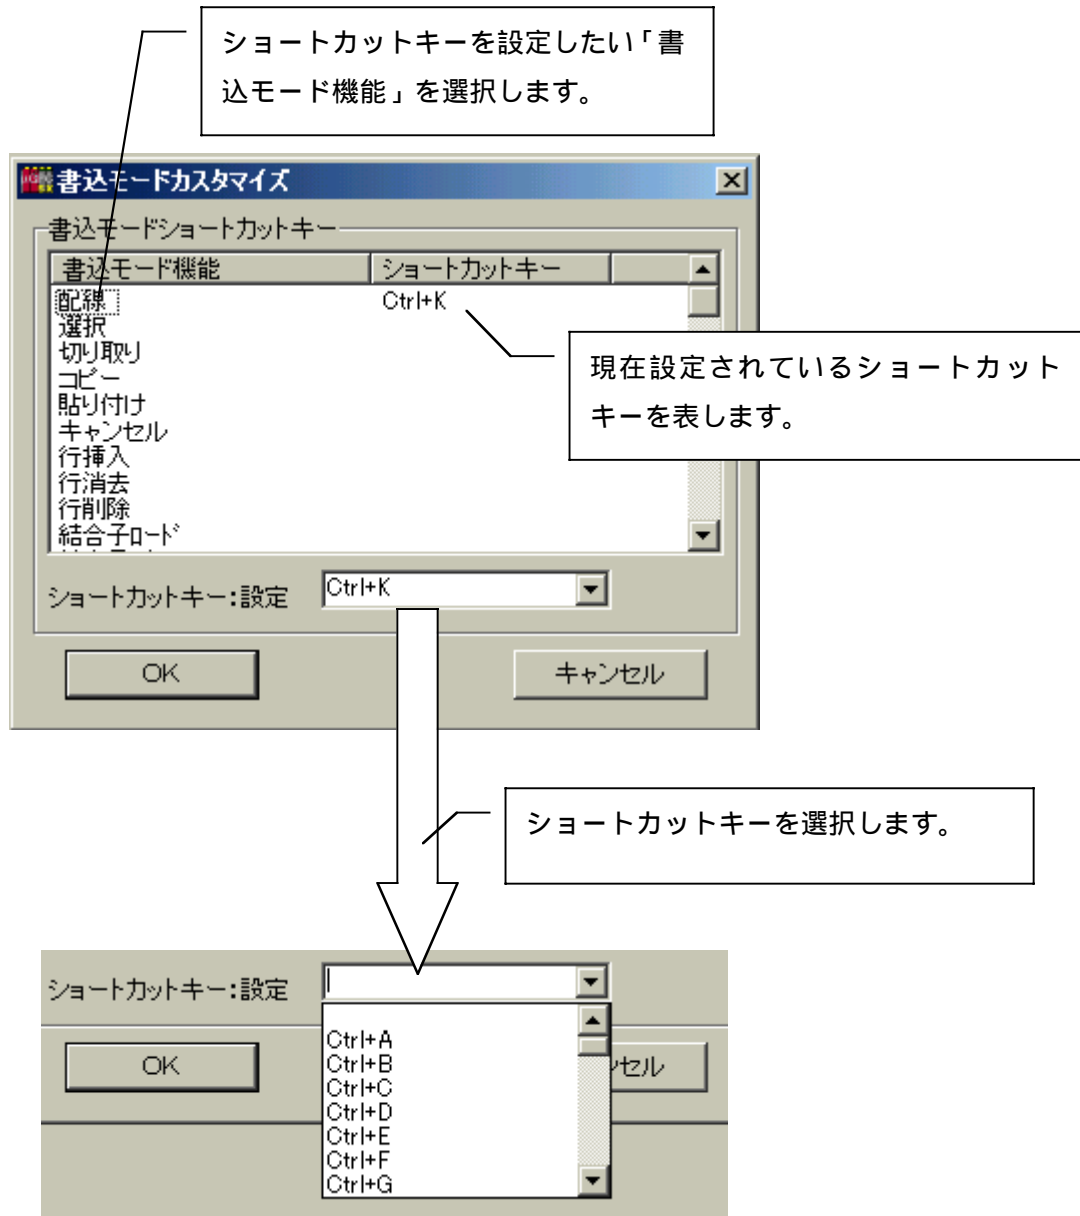 ショートカットキーを設定したい「書
込モード機能」を選択します。
書込モードカスタマイズ
書込モードショートカットキー
書込モード機能 ショートカットキー
配線 Ctrl+K
選択
切り取り
コピー
貼り付け
キャンセル
行挿入
行消去
行削除
結合子ロード
現在設定されているショートカット
キーを表します。
ショートカットキー:設定 Ctrl+K
OK キャンセル
ショートカットキーを選択します。
ショートカットキー:設定
Ctrl+A
OK ンセル
Ctrl+B
Ctrl+C
Ctrl+D
Ctrl+E
Ctrl+F
Ctrl+G